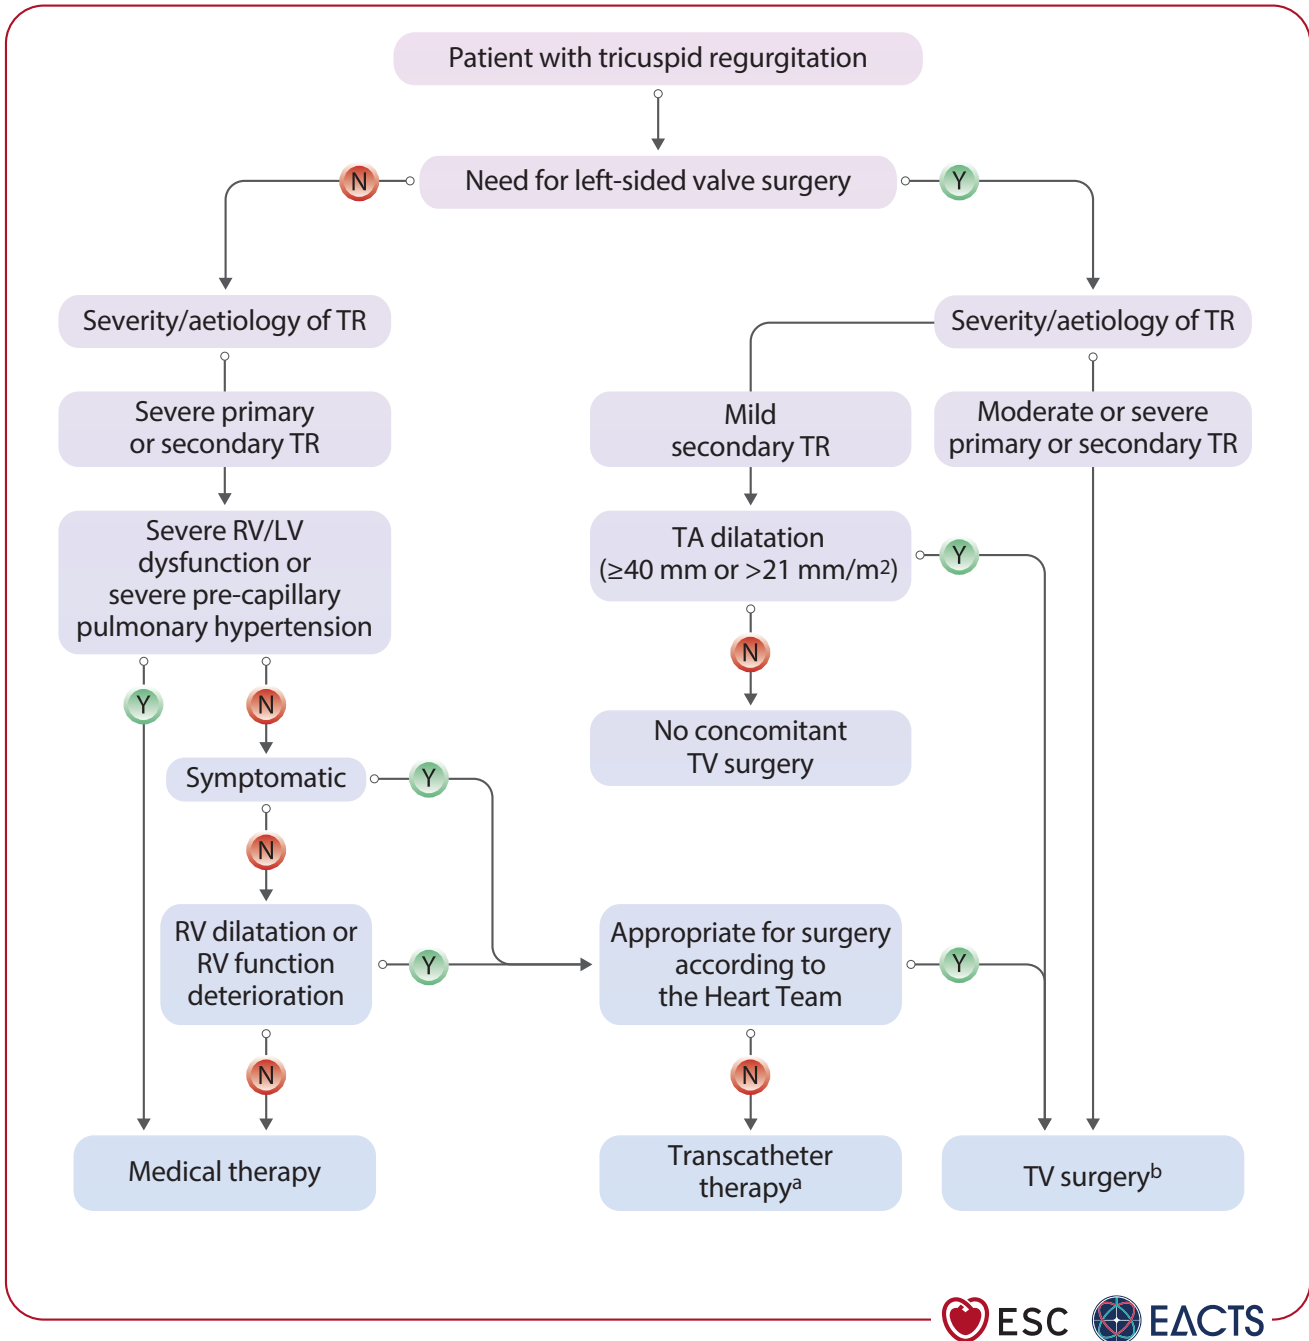 Patient with tricuspid regurgitation
N
Need for left-sided valve surgery
Y
Severity/aetiology of TR
Severity/aetiology of TR
Severe primary
or secondary TR
Mild
secondary TR
Moderate or severe
primary or secondary TR
Severe RV/LV
dysfunction or
severe pre-capillary
pulmonary hypertension
TA dilatation
(≥40 mm or >21 mm/m²)
Y
N
Y
N
No concomitant
TV surgery
Symptomatic
Y
N
RV dilatation or
RV function
deterioration
Y
Appropriate for surgery
according to
the Heart Team
Y
N
N
Medical therapy
Transcatheter
therapyᵃ
TV surgeryᵇ
ESC
EACTS